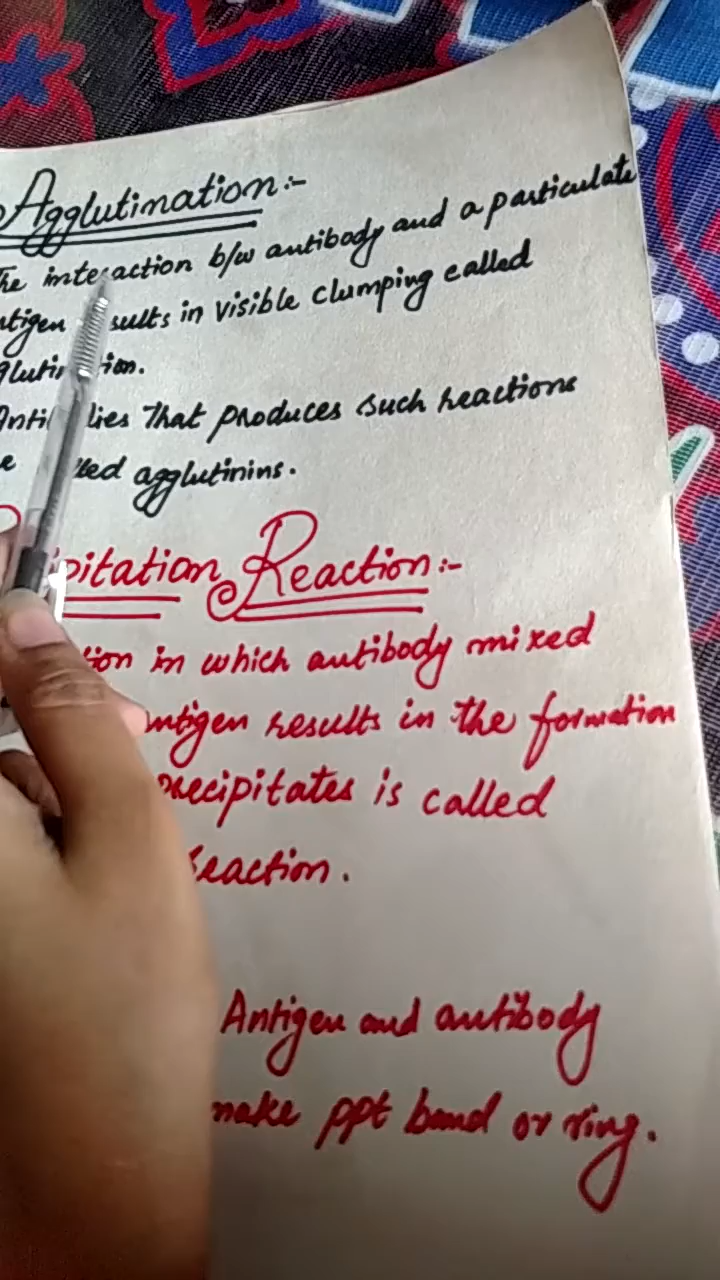 Agglutination:-
The interaction b/w antibody and a particulate
sults in visible clumping called
that produces such reactions
agglutinins.
Reaction:-
in which antibody mixed
results in the formation
precipitates is called
reaction.
Antigen and antibody
make ppt band or ring.